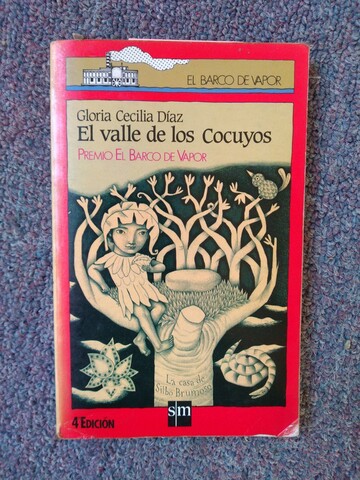 EL BARCO DE VAPOR
Gloria Cecilia Díaz
El valle de los Cocuyos
PREMIO EL BARCO DE VAPOR
La casa de
Silbo Brumoso
sm
4ª EDICIÓN